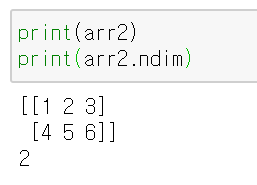 print(arr2)
print(arr2.ndim)
[[1 2 3]
 [4 5 6]]
2